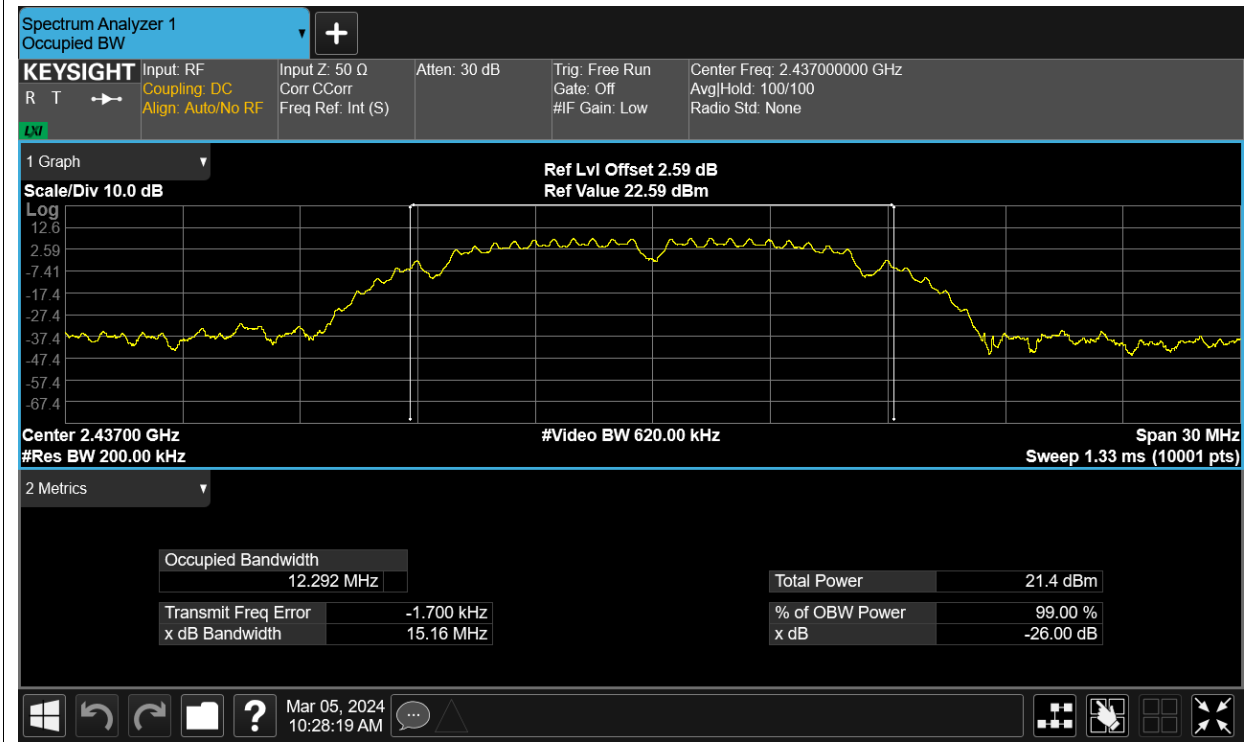 Spectrum Analyzer 1
Occupied BW
▼
+
KEYSIGHT Input: RF Input Z: 50 Ω Atten: 30 dB Trig: Free Run Center Freq: 2.437000000 GHz
R T Coupling: DC Corr CCorr Gate: Off Avg|Hold: 100/100
Align: Auto/No RF Freq Ref: Int (S) #IF Gain: Low Radio Std: None
LXI
1 Graph ▼ Ref Lvl Offset 2.59 dB
Scale/Div 10.0 dB Ref Value 22.59 dBm
Log
12.6
2.59
-7.41
-17.4
-27.4
-37.4
-47.4
-57.4
-67.4
Center 2.43700 GHz #Video BW 620.00 kHz Span 30 MHz
#Res BW 200.00 kHz Sweep 1.33 ms (10001 pts)
2 Metrics ▼
Occupied Bandwidth
12.292 MHz Total Power 21.4 dBm
Transmit Freq Error -1.700 kHz % of OBW Power 99.00 %
x dB Bandwidth 15.16 MHz x dB -26.00 dB
? Mar 05, 2024
10:28:19 AM